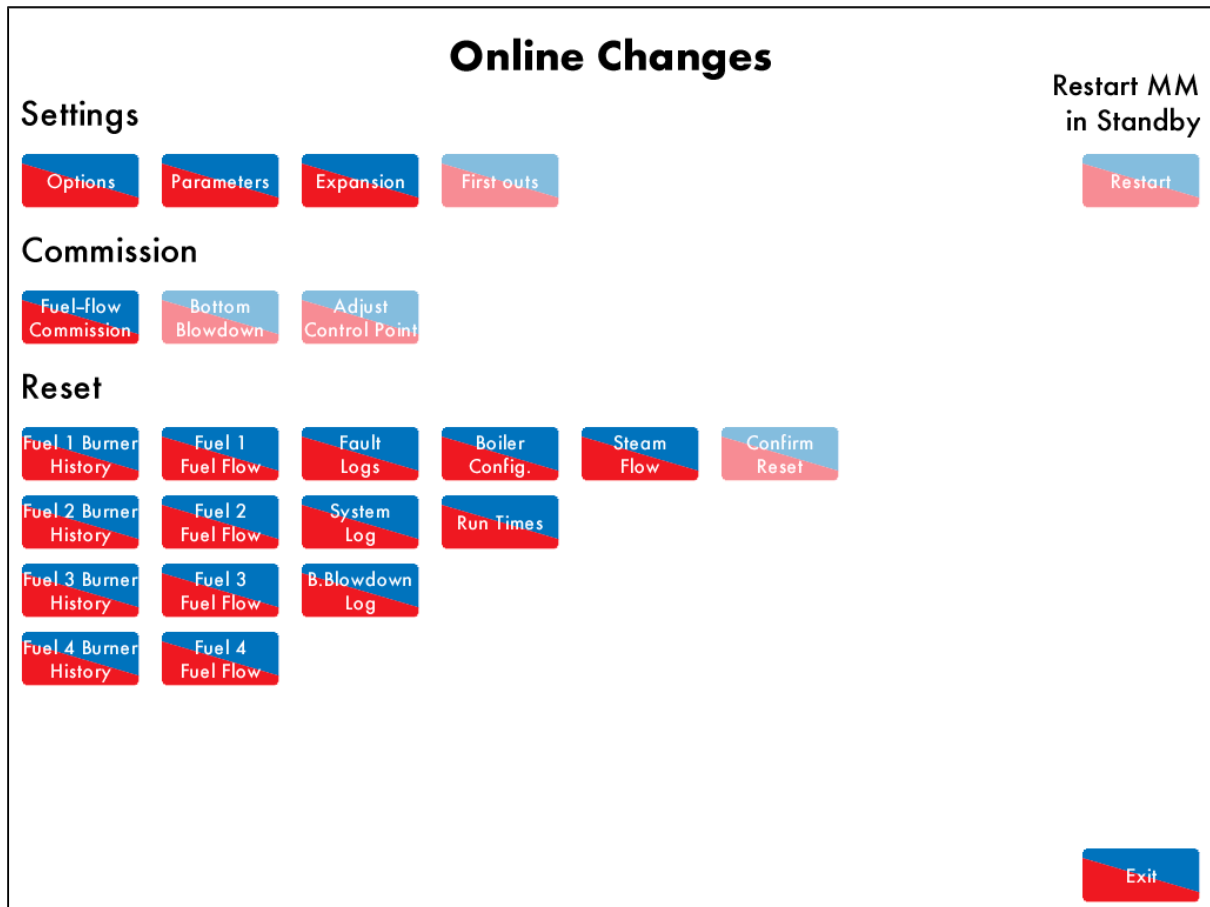 Online Changes
Restart MM
in Standby
Settings
Options
Parameters
Expansion
First outs
Restart
Commission
Fuel-flow
Commission
Bottom
Blowdown
Adjust
Control Point
Reset
Fuel 1 Burner
History
Fuel 1
Fuel Flow
Fault
Logs
Boiler
Config.
Steam
Flow
Confirm
Reset
Fuel 2 Burner
History
Fuel 2
Fuel Flow
System
Log
Run Times
Fuel 3 Burner
History
Fuel 3
Fuel Flow
B.Blowdown
Log
Fuel 4 Burner
History
Fuel 4
Fuel Flow
Exit